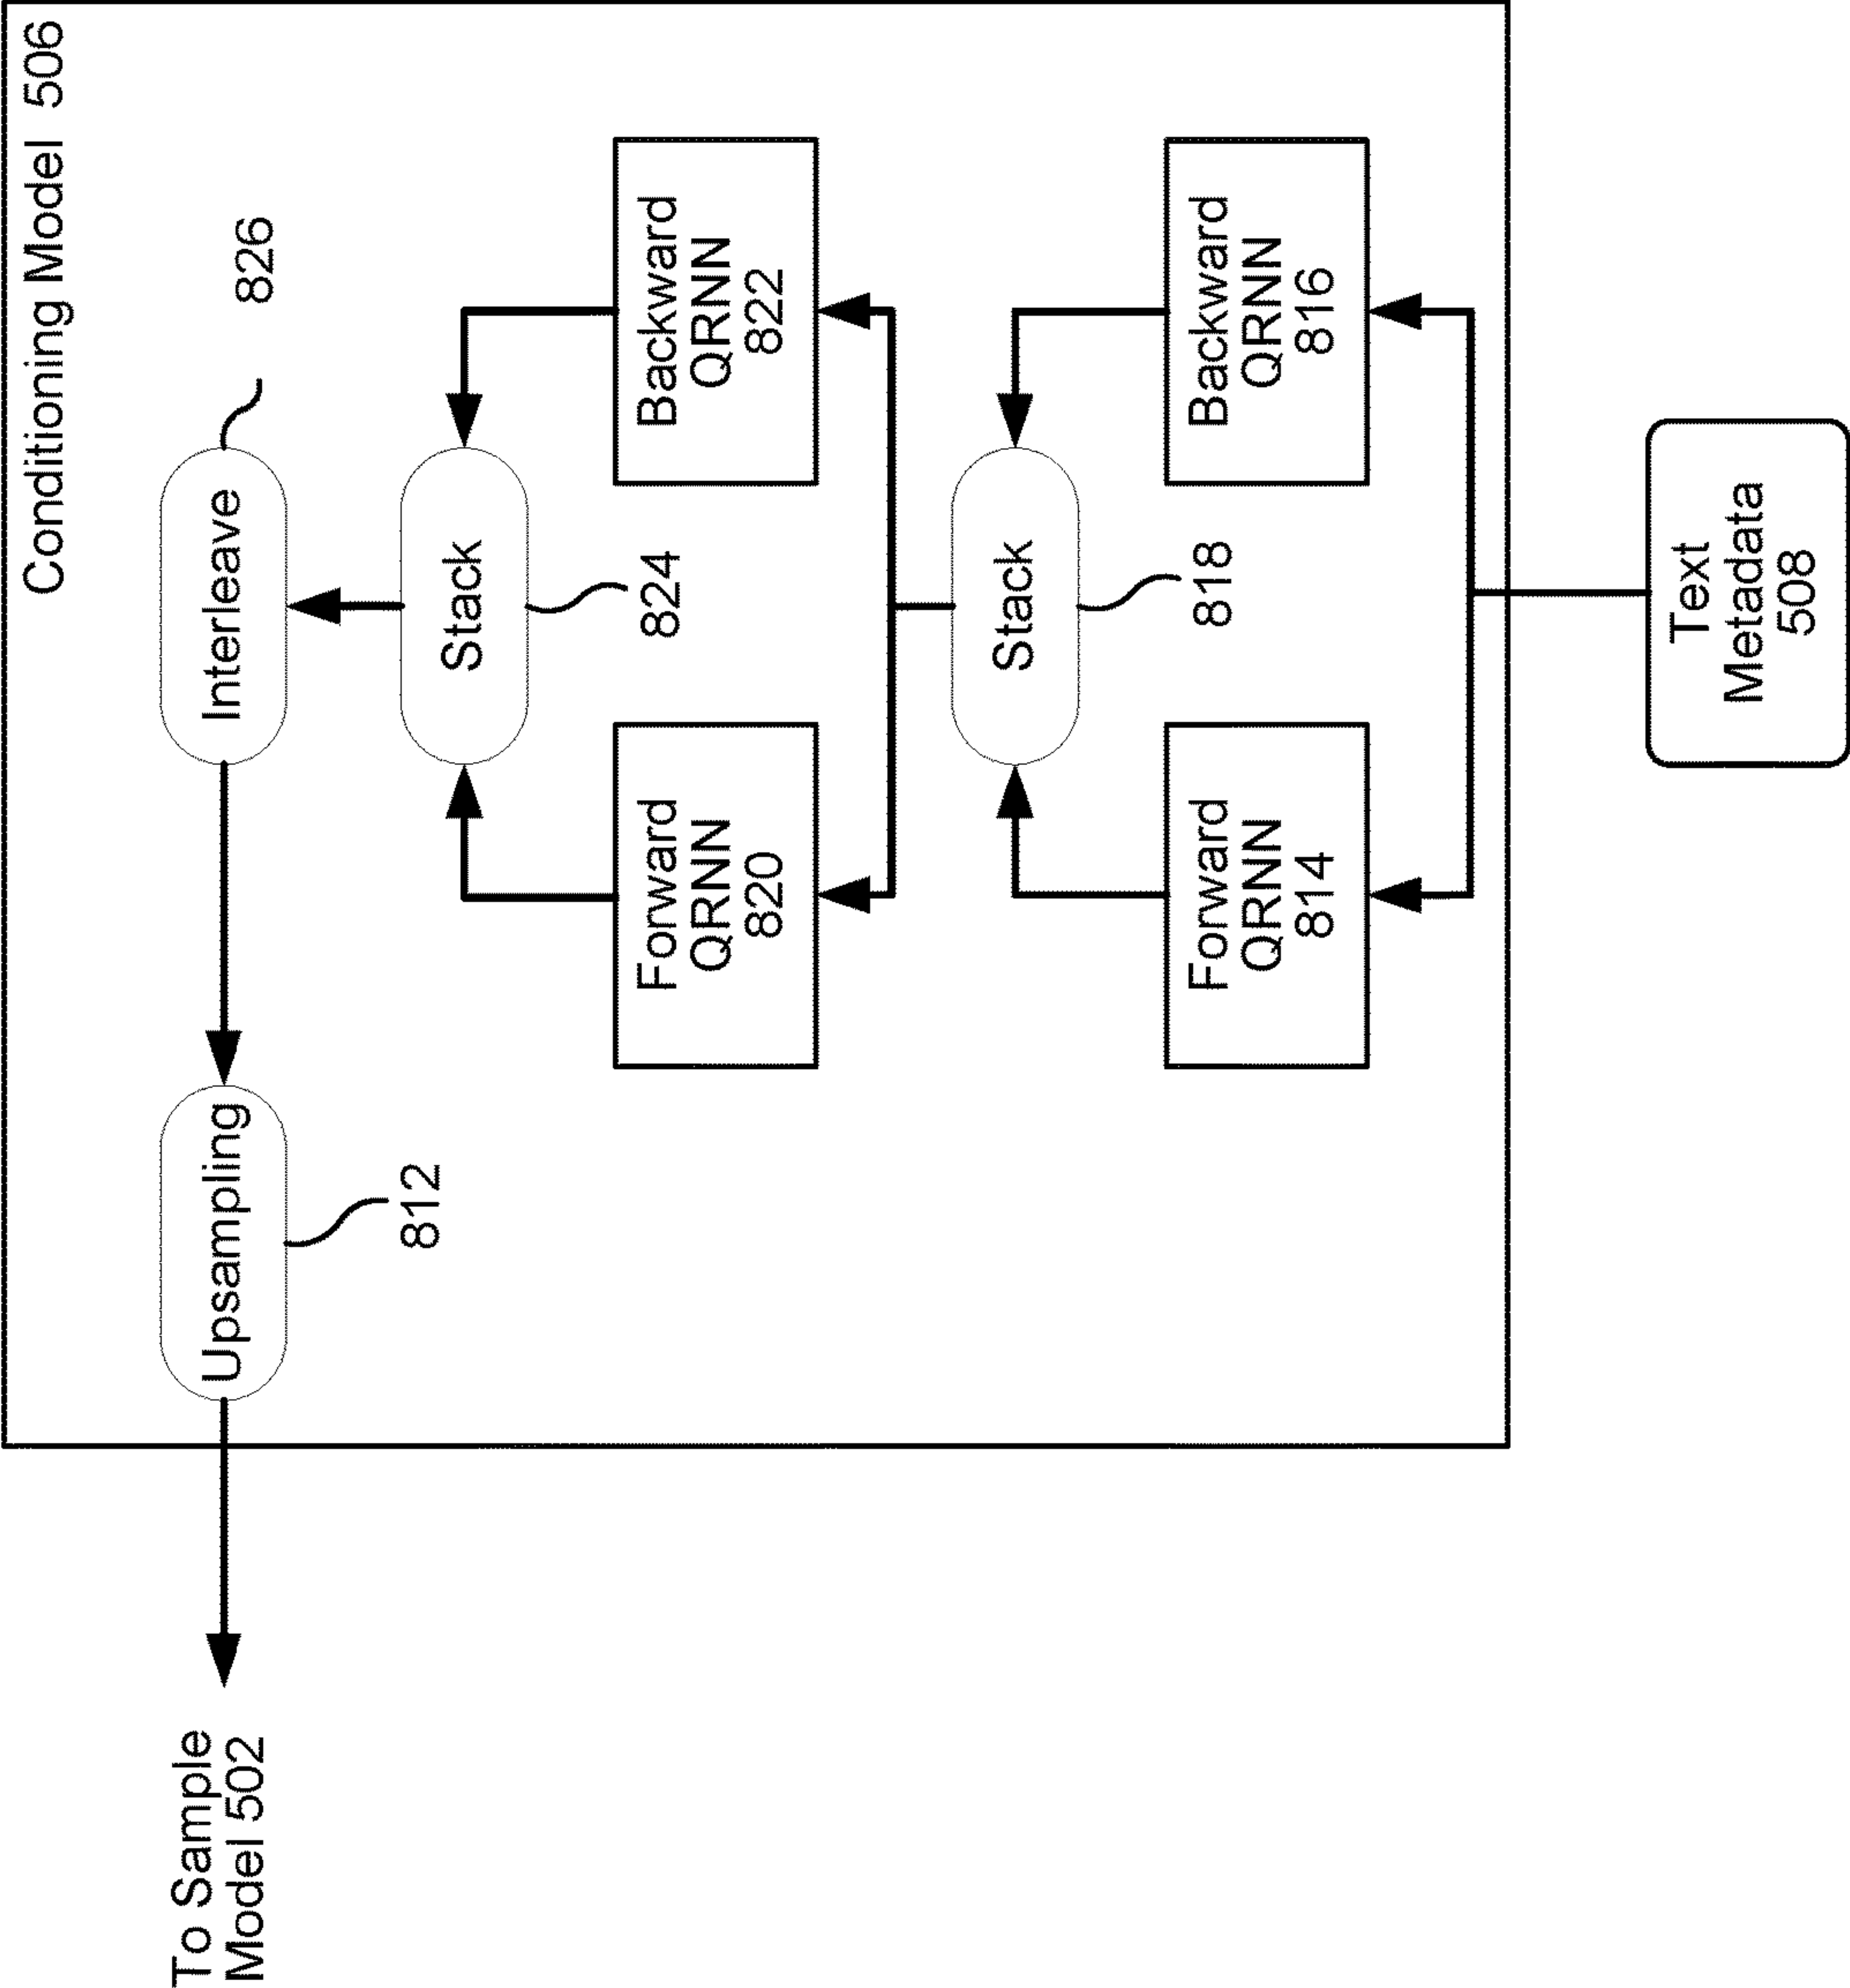 Conditioning Model 506
826
Interleave
Upsampling
812
To Sample
Model 502
Stack
824
Backward
QRNN
822
Forward
QRNN
820
Stack
818
Backward
QRNN
816
Forward
QRNN
814
Text
Metadata
508